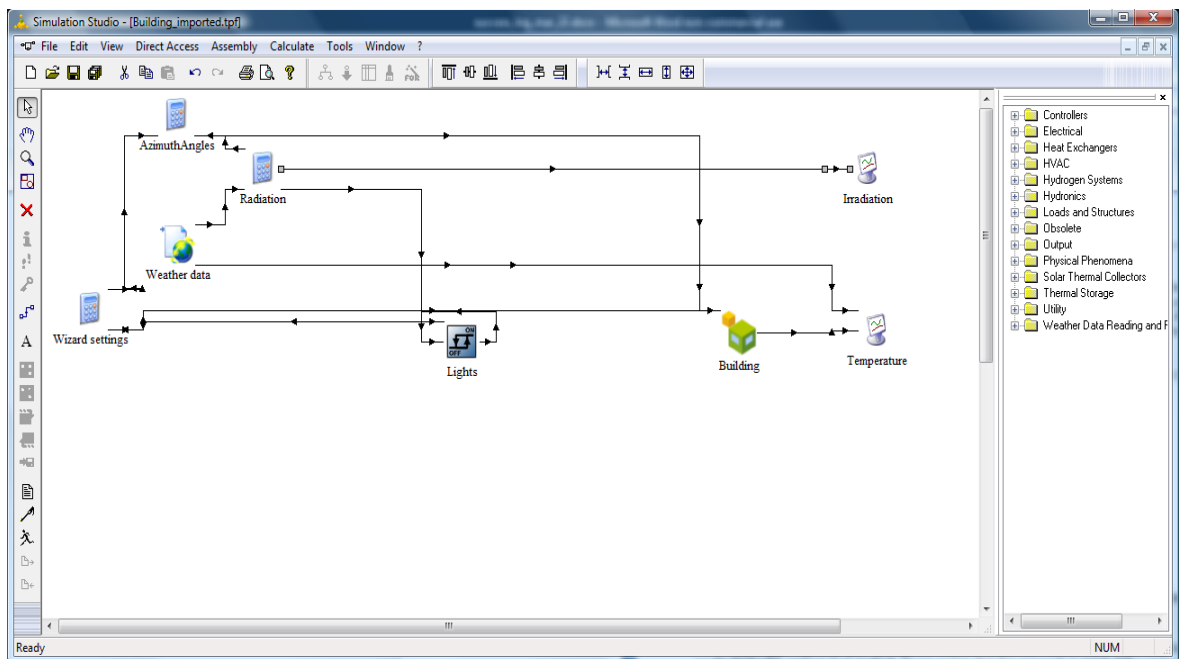 Simulation Studio - [Building_imported.tpf]
File Edit View Direct Access Assembly Calculate Tools Window ?
AzimuthAngles
Radiation
Irradiation
Weather data
Wizard settings
ON
OFF
Lights
Building
Temperature
A
Controllers
Electrical
Heat Exchangers
HVAC
Hydrogen Systems
Hydronics
Loads and Structures
Obsolete
Output
Physical Phenomena
Solar Thermal Collectors
Thermal Storage
Utility
Weather Data Reading and F
Ready
NUM